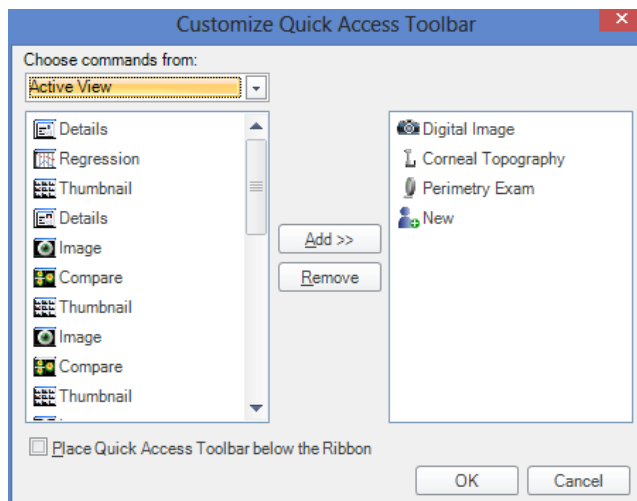 Customize Quick Access Toolbar
Choose commands from:
Active View
Details
Regression
Thumbnail
Details
Image
Compare
Thumbnail
Image
Compare
Thumbnail
Add >>
Remove
Digital Image
Corneal Topography
Perimetry Exam
New
Place Quick Access Toolbar below the Ribbon
OK
Cancel